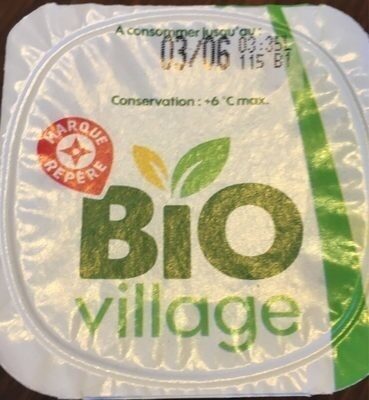 A consommer jusqu'au :
03/06 03:35
115 B1
Conservation : +6 °C max.
MARQUE
REPÈRE
BiO
village